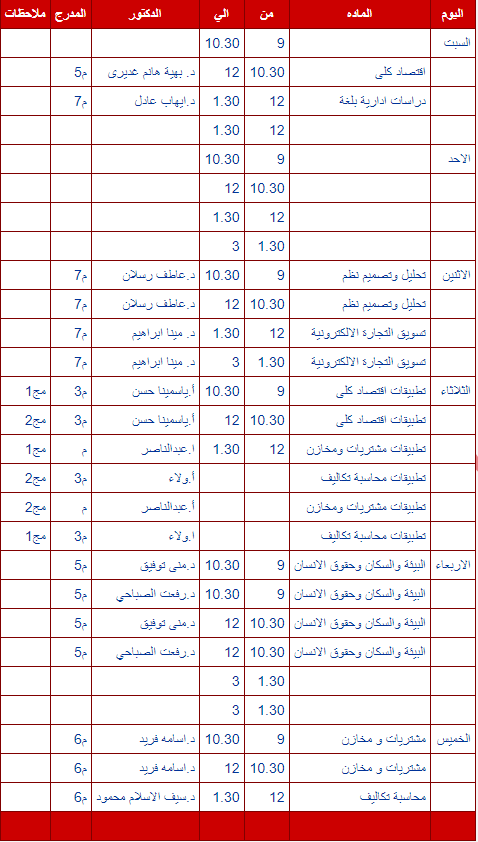 اليوم الماده من الي الدكتور المدرج ملاحظات
السبت 9 10.30
اقتصاد كلى 10.30 12 د. بهية هانم غديرى م5
دراسات ادارية بلغة 12 1.30 د.ايهاب عادل م7
12 1.30
الاحد 9 10.30
10.30 12
12 1.30
1.30 3
الاثنين تحليل وتصميم نظم 9 10.30 د.عاطف رسلان م7
تحليل وتصميم نظم 10.30 12 د.عاطف رسلان م7
تسويق التجارة الالكترونية 12 1.30 د. مينا ابراهيم م7
تسويق التجارة الالكترونية 1.30 3 د. مينا ابراهيم م7
الثلاثاء تطبيقات اقتصاد كلى 9 10.30 أ.ياسمينا حسن م3 مج1
تطبيقات اقتصاد كلى 10.30 12 أ.ياسمينا حسن م3 مج2
تطبيقات مشتريات ومخازن 12 1.30 ا.عبدالناصر م مج1
تطبيقات محاسبة تكاليف أ.ولاء م3 مج2
تطبيقات مشتريات ومخازن أ.عبدالناصر م مج2
تطبيقات محاسبة تكاليف ا.ولاء م3 مج1
الاربعاء البيئة والسكان وحقوق الانسان 9 10.30 د.منى توفيق م5
البيئة والسكان وحقوق الانسان 9 10.30 د.رفعت الصباحي م5
البيئة والسكان وحقوق الانسان 10.30 12 د.منى توفيق م5
البيئة والسكان وحقوق الانسان 10.30 12 د.رفعت الصباحي م5
1.30 3
1.30 3
الخميس مشتريات و مخازن 9 10.30 د.اسامه فريد م6
مشتريات و مخازن 10.30 12 د.اسامه فريد م6
محاسبة تكاليف 12 1.30 د.سيف الاسلام محمود م6